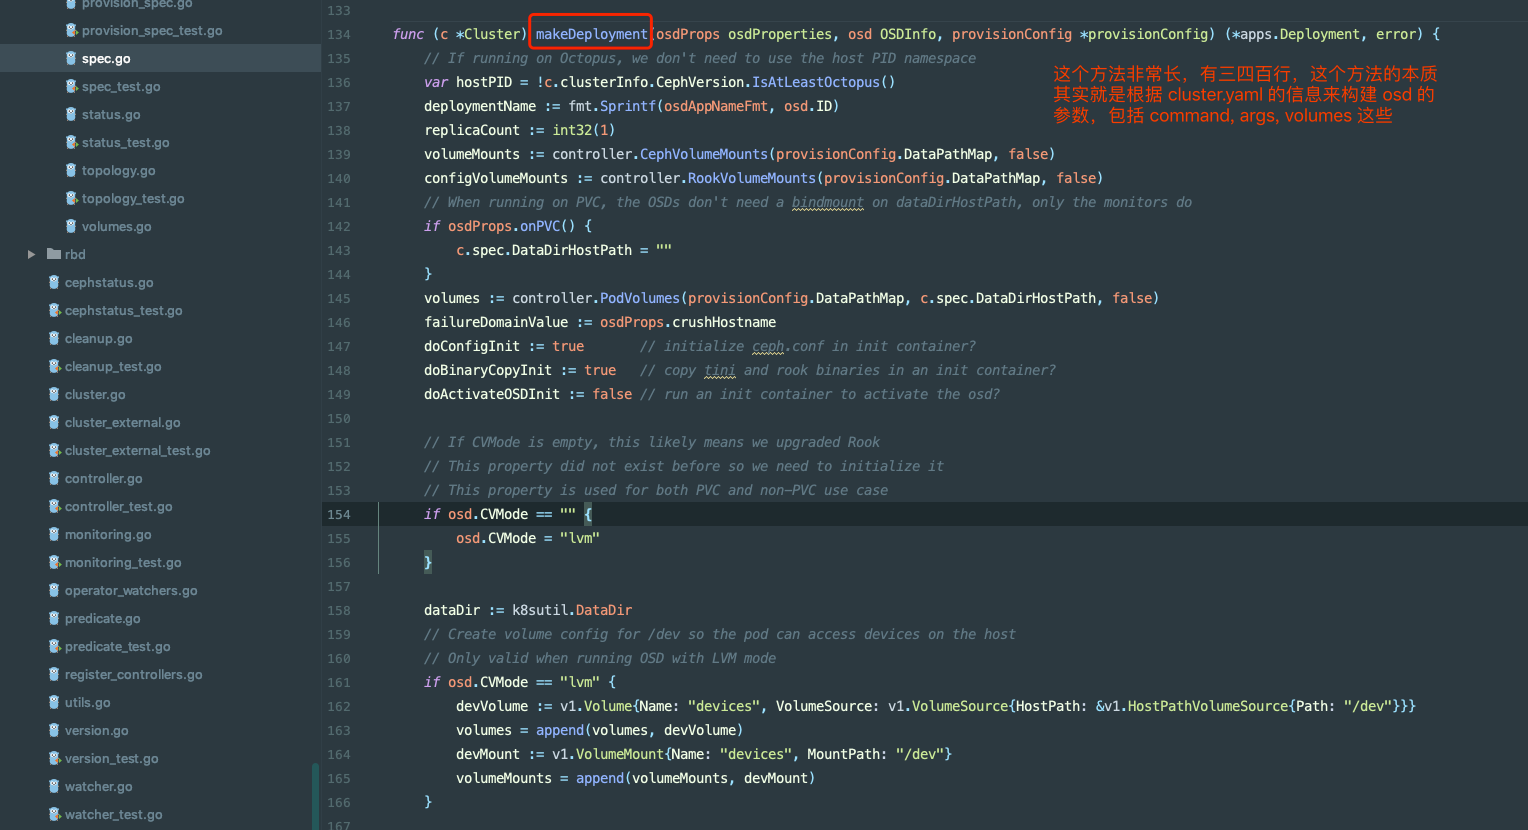 provision_spec.go
provision_spec_test.go
spec.go
spec_test.go
status.go
status_test.go
topology.go
topology_test.go
volumes.go
rbd
cephstatus.go
cephstatus_test.go
cleanup.go
cleanup_test.go
cluster.go
cluster_external.go
cluster_external_test.go
controller.go
controller_test.go
monitoring.go
monitoring_test.go
operator_watchers.go
predicate.go
predicate_test.go
register_controllers.go
utils.go
version.go
version_test.go
watcher.go
watcher_test.go
133
134 func (c *Cluster) makeDeployment(osdProps osdProperties, osd OSDInfo, provisionConfig *provisionConfig) (*apps.Deployment, error) {
135 // If running on Octopus, we don't need to use the host PID namespace
136 var hostPID = !c.clusterInfo.CephVersion.IsAtLeastOctopus()
137 deploymentName := fmt.Sprintf(osdAppNameFmt, osd.ID)
138 replicaCount := int32(1)
139 volumeMounts := controller.CephVolumeMounts(provisionConfig.DataPathMap, false)
140 configVolumeMounts := controller.RookVolumeMounts(provisionConfig.DataPathMap, false)
141 // When running on PVC, the OSDs don't need a bindmount on dataDirHostPath, only the monitors do
142 if osdProps.onPVC() {
143 c.spec.DataDirHostPath = ""
144 }
145 volumes := controller.PodVolumes(provisionConfig.DataPathMap, c.spec.DataDirHostPath, false)
146 failureDomainValue := osdProps.crushHostname
147 doConfigInit := true // initialize ceph.conf in init container?
148 doBinaryCopyInit := true // copy tini and rook binaries in an init container?
149 doActivateOSDInit := false // run an init container to activate the osd?
150
151 // If CVMode is empty, this likely means we upgraded Rook
152 // This property did not exist before so we need to initialize it
153 // This property is used for both PVC and non-PVC use case
154 if osd.CVMode == "" {
155 osd.CVMode = "lvm"
156 }
157
158 dataDir := k8sutil.DataDir
159 // Create volume config for /dev so the pod can access devices on the host
160 // Only valid when running OSD with LVM mode
161 if osd.CVMode == "lvm" {
162 devVolume := v1.Volume{Name: "devices", VolumeSource: v1.VolumeSource{HostPath: &v1.HostPathVolumeSource{Path: "/dev"}}}
163 volumes = append(volumes, devVolume)
164 devMount := v1.VolumeMount{Name: "devices", MountPath: "/dev"}
165 volumeMounts = append(volumeMounts, devMount)
166 }
167
这个方法非常长，有三四百行，这个方法的本质
其实就是根据 cluster.yaml 的信息来构建 osd 的
参数，包括 command, args, volumes 这些